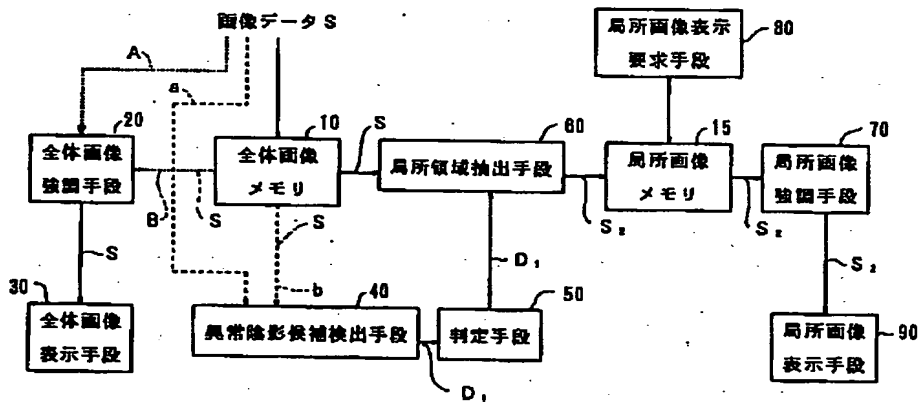 画像データS
局所画像表示
要求手段
80
A
a
20
10
60
15
70
全体画像
強調手段
全体画像
メモリ
S
局所領域抽出手段
局所画像
メモリ
局所画像
強調手段
B
S
S₂
S₂
S
S
D₁
S₂
30
b
40
50
全体画像
表示手段
異常陰影候補検出手段
判定手段
局所画像
表示手段
90
D₁